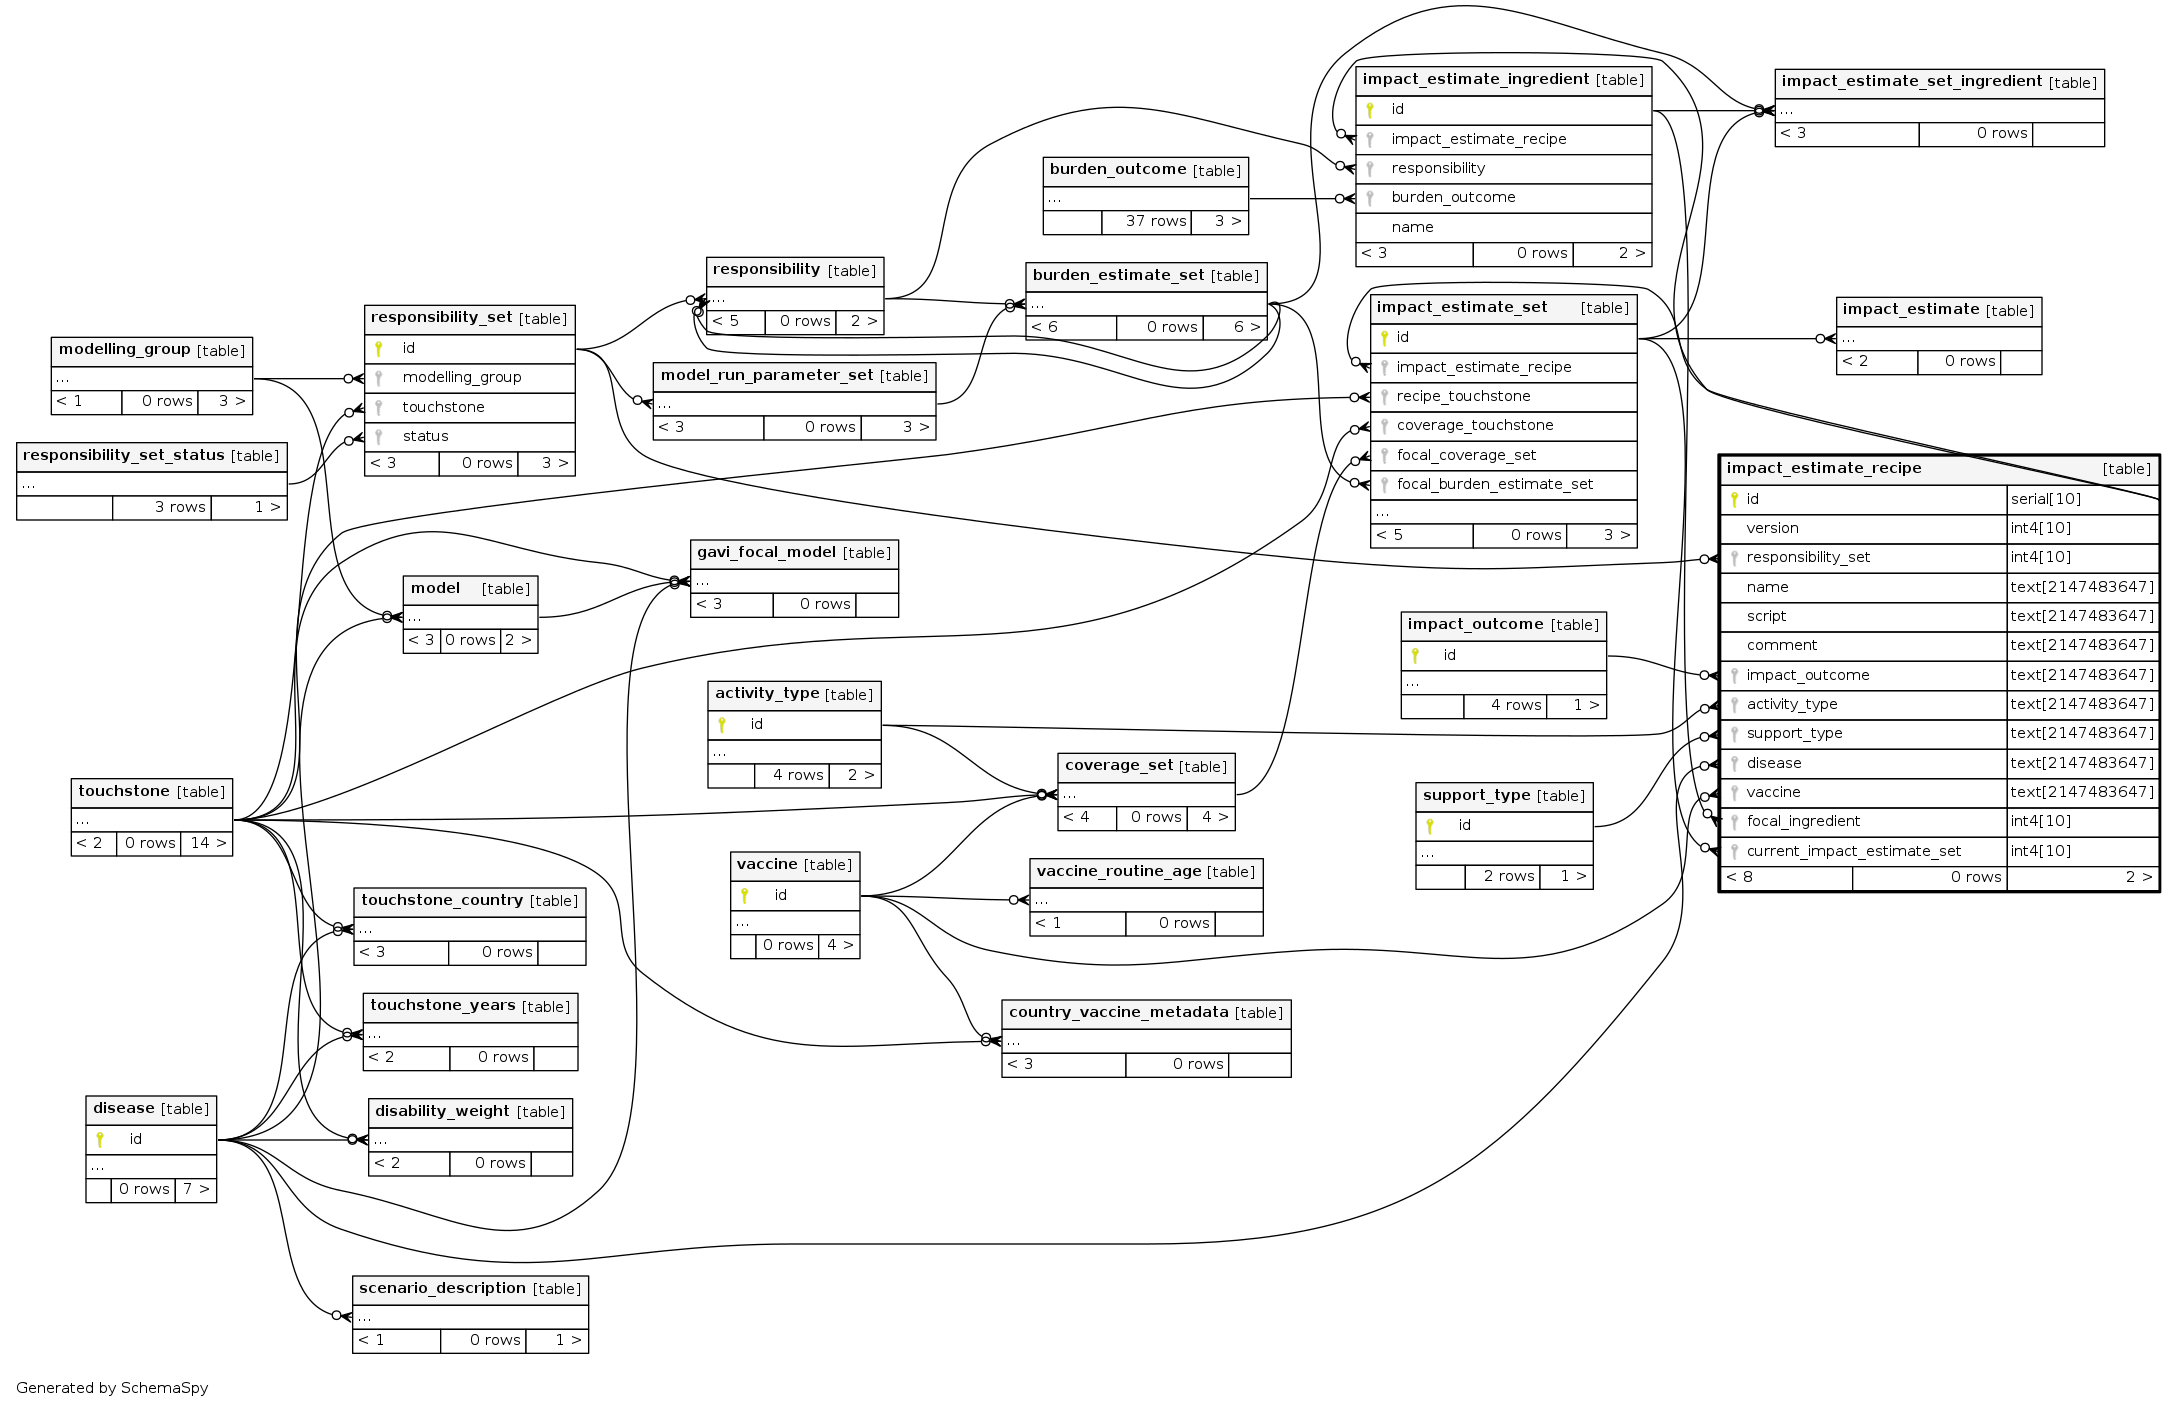 impact_estimate_ingredient [table]
id
impact_estimate_recipe
responsibility
burden_outcome
name
< 3 0 rows 2 >
impact_estimate_set_ingredient [table]
...
< 3 0 rows
burden_outcome [table]
...
37 rows 3 >
responsibility [table]
...
< 5 0 rows 2 >
burden_estimate_set [table]
...
< 6 0 rows 6 >
impact_estimate_set [table]
id
impact_estimate_recipe
recipe_touchstone
coverage_touchstone
focal_coverage_set
focal_burden_estimate_set
...
< 5 0 rows 3 >
impact_estimate [table]
...
< 2 0 rows
responsibility_set [table]
id
modelling_group
touchstone
status
< 3 0 rows 3 >
modelling_group [table]
...
< 1 0 rows 3 >
model_run_parameter_set [table]
...
< 3 0 rows 3 >
responsibility_set_status [table]
...
3 rows 1 >
impact_estimate_recipe [table]
id serial[10]
version int4[10]
responsibility_set int4[10]
name text[2147483647]
script text[2147483647]
comment text[2147483647]
impact_outcome text[2147483647]
activity_type text[2147483647]
support_type text[2147483647]
disease text[2147483647]
vaccine text[2147483647]
focal_ingredient int4[10]
current_impact_estimate_set int4[10]
< 8 0 rows 2 >
gavi_focal_model [table]
...
< 3 0 rows
model [table]
...
< 3 0 rows 2 >
impact_outcome [table]
id
...
4 rows 1 >
activity_type [table]
id
...
4 rows 2 >
coverage_set [table]
...
< 4 0 rows 4 >
support_type [table]
id
...
2 rows 1 >
touchstone [table]
...
< 2 0 rows 14 >
vaccine [table]
id
...
0 rows 4 >
vaccine_routine_age [table]
...
< 1 0 rows
touchstone_country [table]
...
< 3 0 rows
touchstone_years [table]
...
< 2 0 rows
country_vaccine_metadata [table]
...
< 3 0 rows
disease [table]
id
...
0 rows 7 >
disability_weight [table]
...
< 2 0 rows
scenario_description [table]
...
< 1 0 rows 1 >
Generated by SchemaSpy